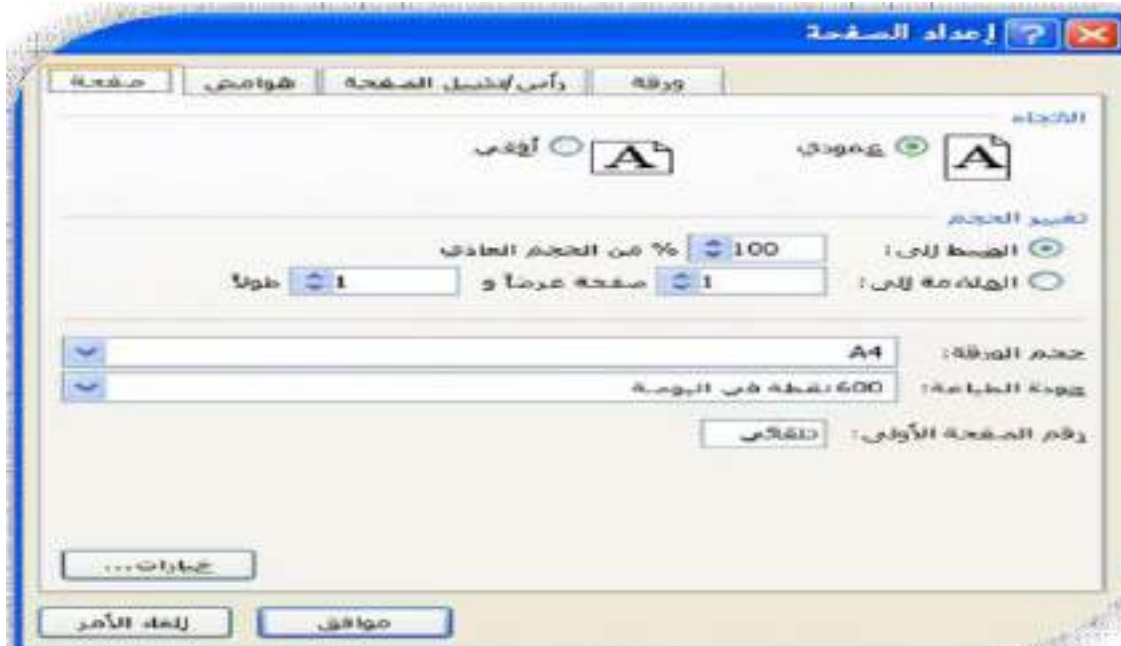 إعداد الصفحة
صفحة هوامش رأس/تذييل الصفحة ورقة
الاتجاه
A عمودي A أفقي
تغيير الحجم
الضبط إلى: 100 % من الحجم العادي
الملاءمة إلى: 1 صفحة عرضاً و 1 طولاً
حجم الورقة: A4
جودة الطباعة: 600 نقطة في البوصة
رقم الصفحة الأولى: تلقائي
خيارات...
موافق إلغاء الأمر